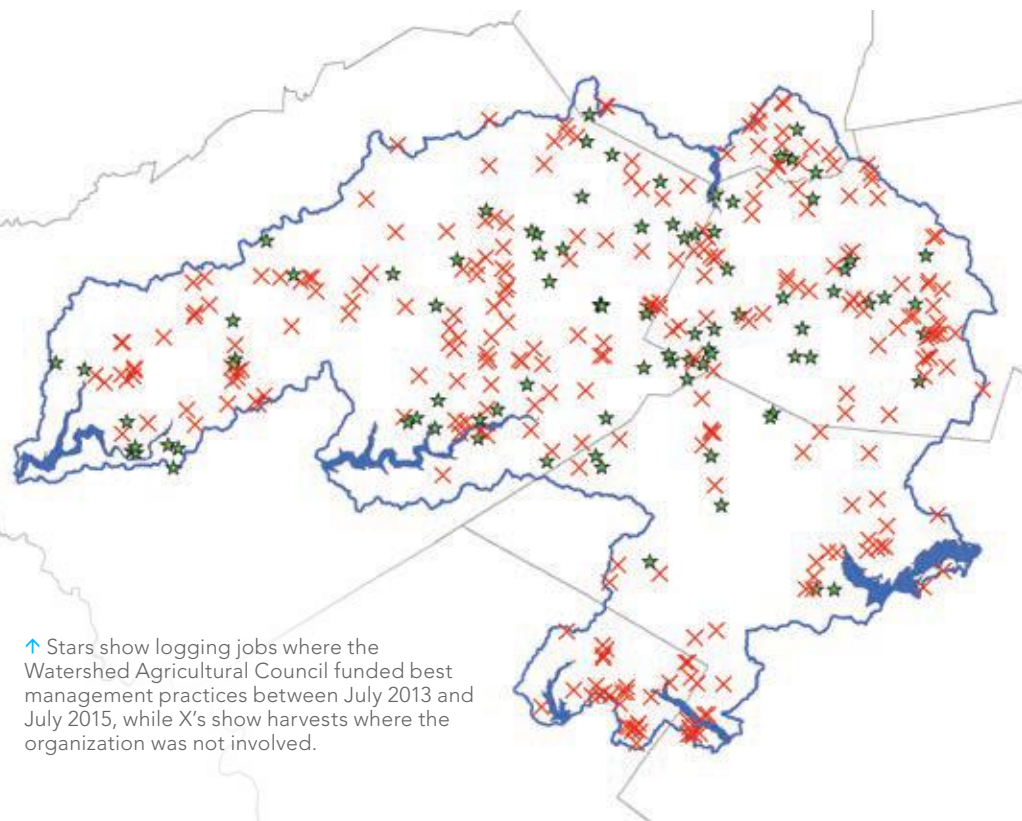 ↑ Stars show logging jobs where the
Watershed Agricultural Council funded best
management practices between July 2013 and
July 2015, while X's show harvests where the
organization was not involved.